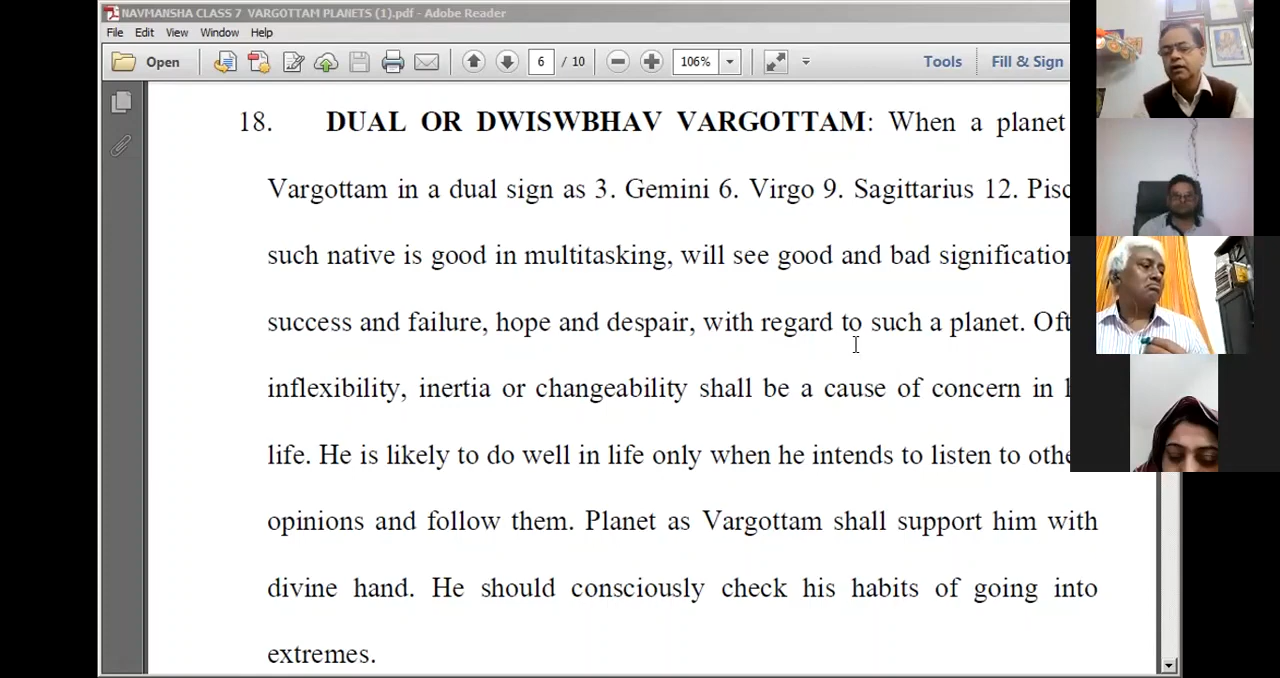 NAVMANSHA CLASS 7 VARGOTTAM PLANETS (1).pdf - Adobe Reader
File Edit View Window Help
Open 6 / 10 106% Tools Fill & Sign
18. DUAL OR DWISWBHAV VARGOTTAM: When a planet
Vargottam in a dual sign as 3. Gemini 6. Virgo 9. Sagittarius 12. Pisc
such native is good in multitasking, will see good and bad signification
success and failure, hope and despair, with regard to such a planet. Oft
inflexibility, inertia or changeability shall be a cause of concern in
life. He is likely to do well in life only when he intends to listen to othe
opinions and follow them. Planet as Vargottam shall support him with
divine hand. He should consciously check his habits of going into
extremes.